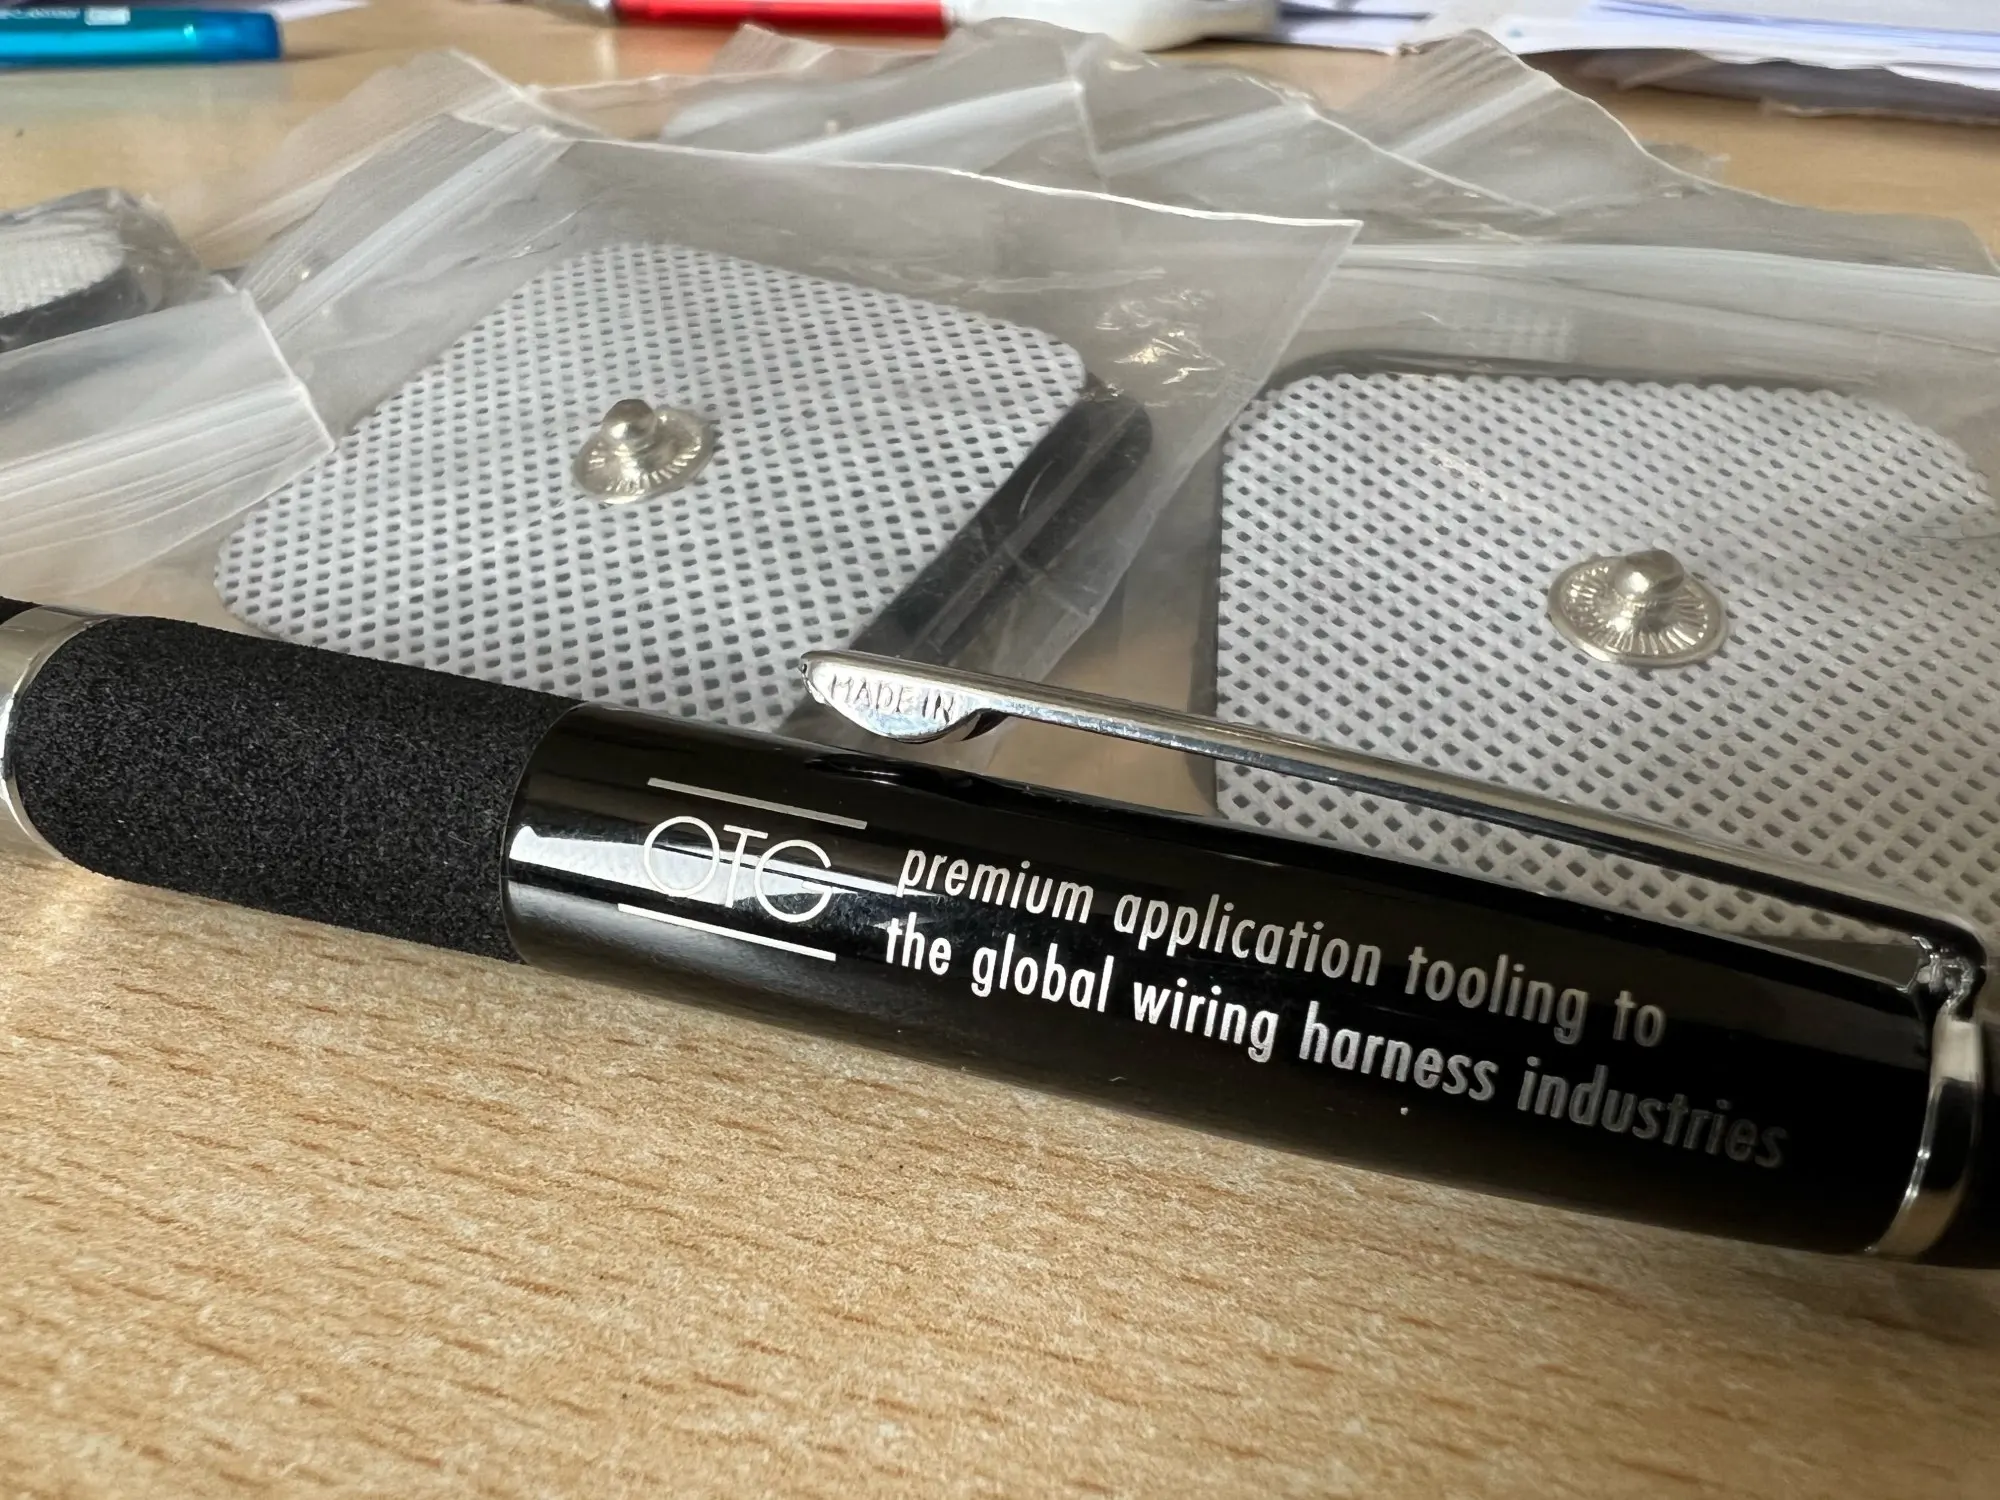 MADE IN
OTG
premium application tooling to
the global wiring harness industries